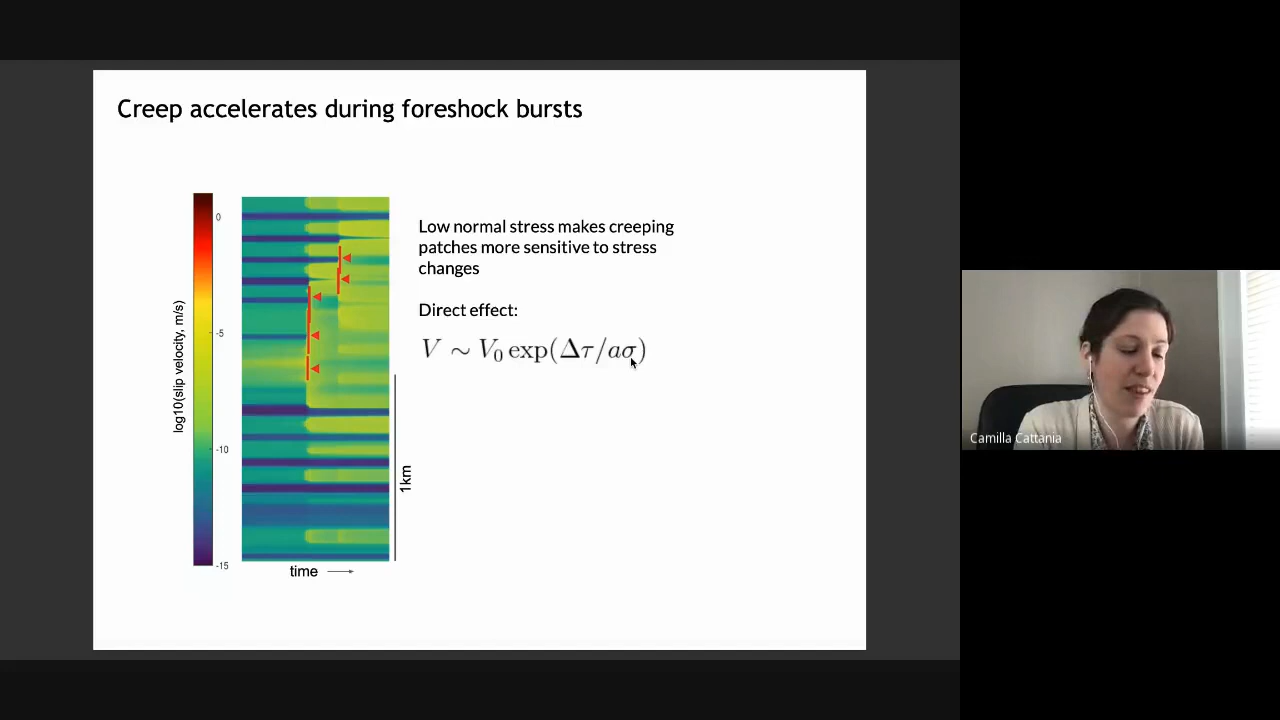 Creep accelerates during foreshock bursts
log10(slip velocity, m/s)
0
-5
-10
-15
time
1km
Low normal stress makes creeping
patches more sensitive to stress
changes
Direct effect:
V ∼ V₀ exp(Δτ/aσ)
Camilla Cattania